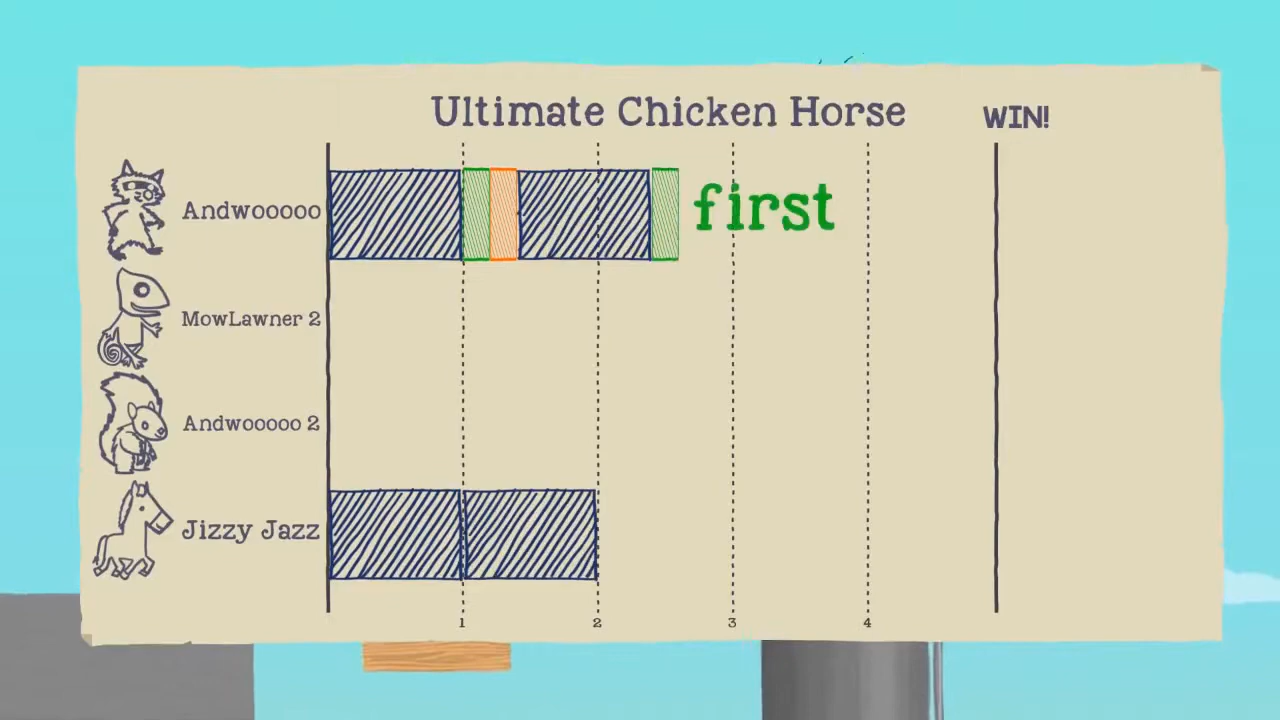 Ultimate Chicken Horse
WIN!
Andwooooo
first
MowLawner 2
Andwooooo 2
Jizzy Jazz
1 2 3 4